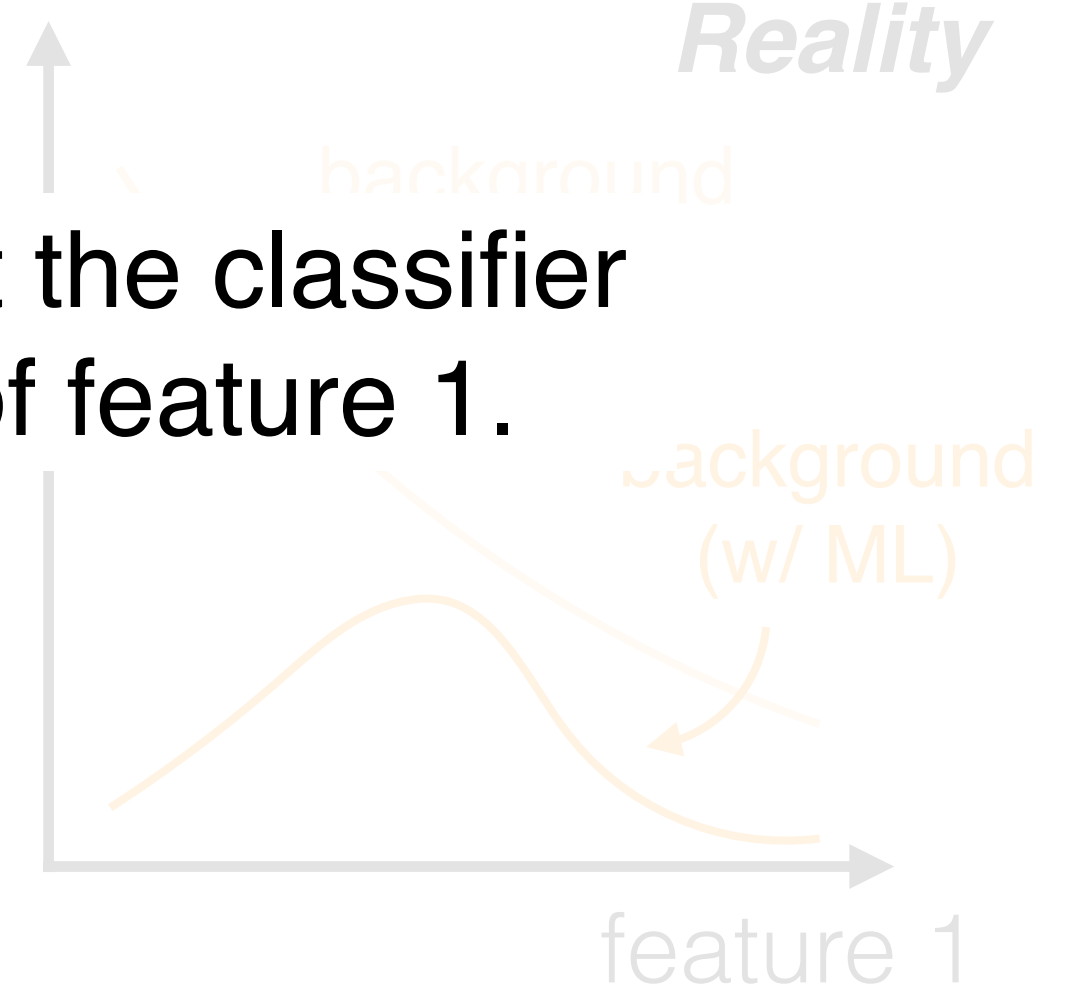 Reality
background
the classifier
of feature 1.
background
(w/ ML)
feature 1